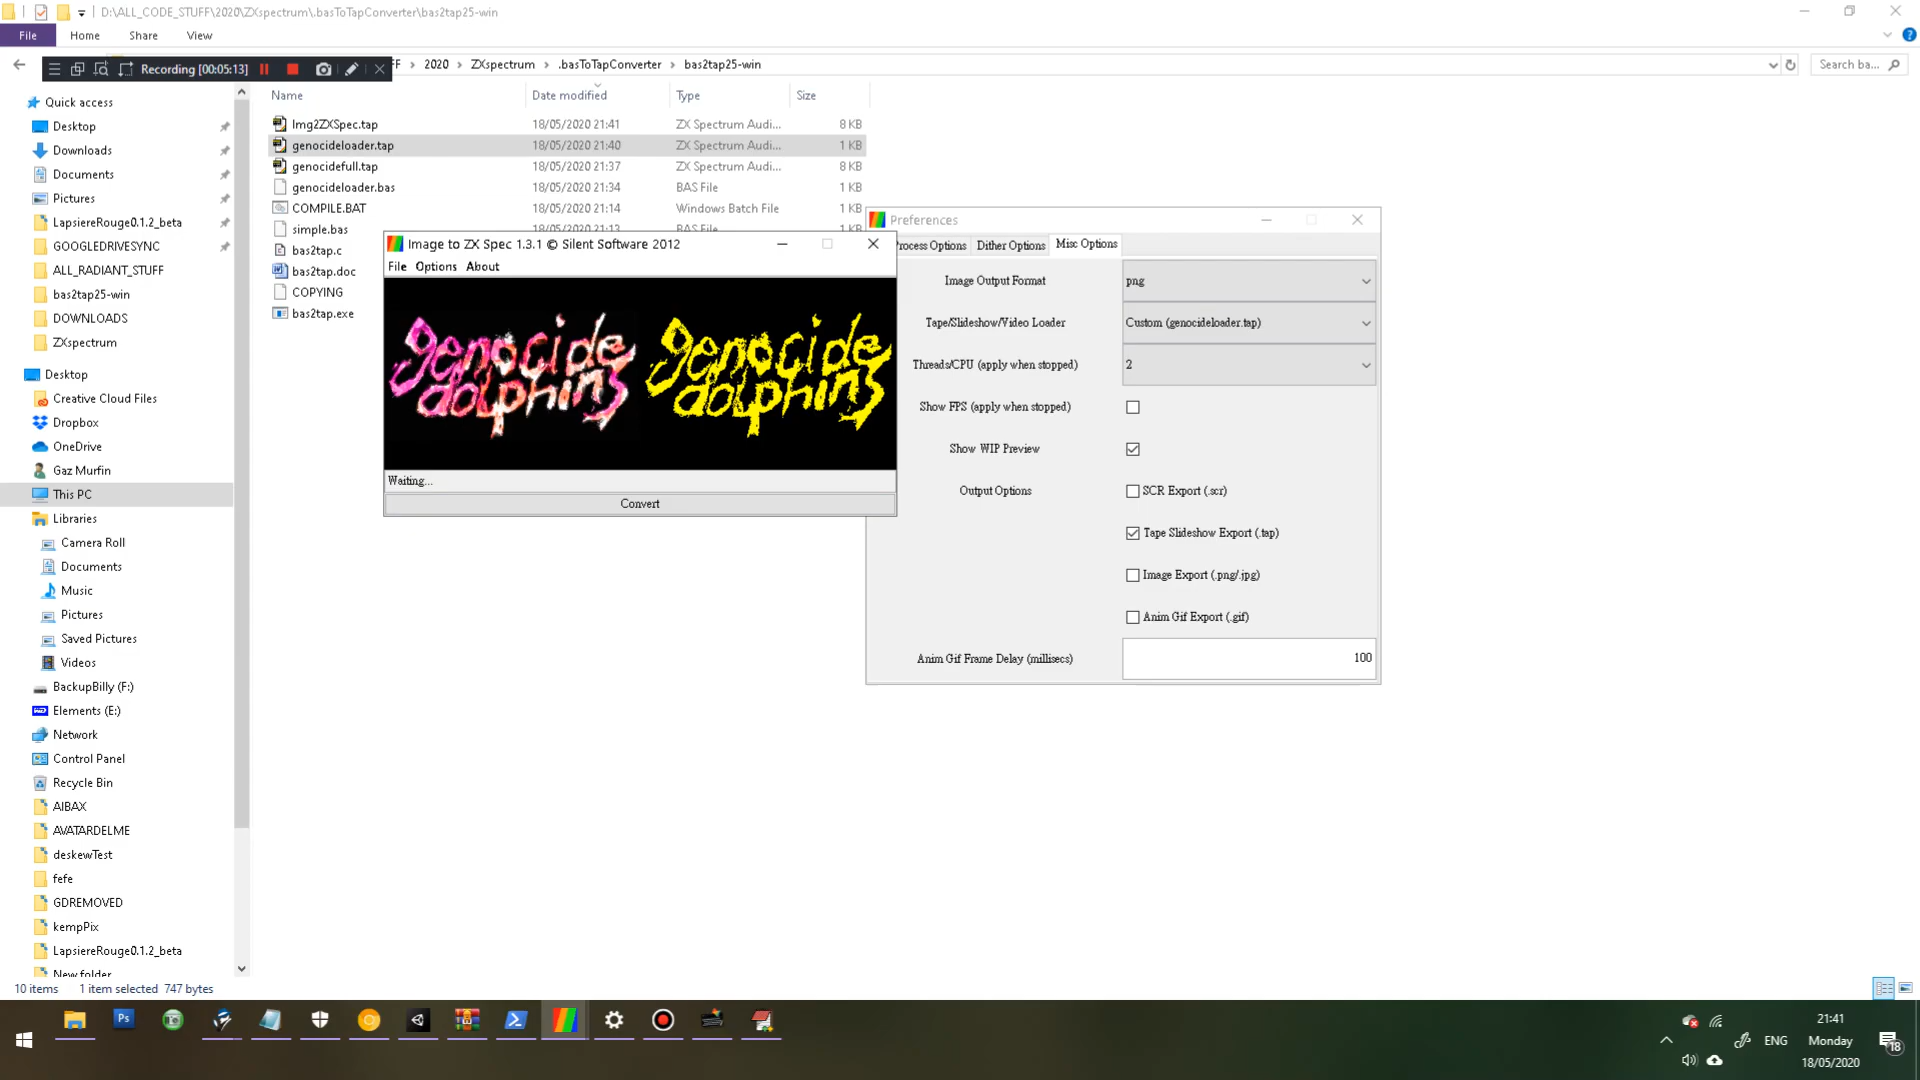 D:\ALL_CODE_STUFF\2020\ZXspectrum\.basToTapConverter\bas2tap25-win
File Home Share View
Recording [00:05:13]
FF > 2020 > ZXspectrum > .basToTapConverter > bas2tap25-win
Search ba...
Name Date modified Type Size
Img2ZXSpec.tap 18/05/2020 21:41 ZX Spectrum Audi... 8 KB
genocideloader.tap 18/05/2020 21:40 ZX Spectrum Audi... 1 KB
genocidefull.tap 18/05/2020 21:37 ZX Spectrum Audi... 8 KB
genocideloader.bas 18/05/2020 21:34 BAS File 1 KB
COMPILE.BAT 18/05/2020 21:14 Windows Batch File 1 KB
simple.bas 18/05/2020 21:13 BAS File 1 KB
bas2tap.c
bas2tap.doc
COPYING
bas2tap.exe
Quick access
Desktop
Downloads
Documents
Pictures
LapsiereRouge0.1.2_beta
GOOGLEDRIVESYNC
ALL_RADIANT_STUFF
bas2tap25-win
DOWNLOADS
ZXspectrum
Desktop
Creative Cloud Files
Dropbox
OneDrive
Gaz Murfin
This PC
Libraries
Camera Roll
Documents
Music
Pictures
Saved Pictures
Videos
BackupBilly (F:)
Elements (E:)
Network
Control Panel
Recycle Bin
AIBAX
AVATARDELME
deskewTest
fefe
GDREMOVED
kempPix
LapsiereRouge0.1.2_beta
New folder
Image to ZX Spec 1.3.1 © Silent Software 2012
File Options About
genocide dolphins
genocide dolphins
Waiting...
Convert
Preferences
rocess Options Dither Options Misc Options
Image Output Format png
Tape/Slideshow/Video Loader Custom (genocideloader.tap)
Threads/CPU (apply when stopped) 2
Show FPS (apply when stopped)
Show WIP Preview
Output Options SCR Export (.scr)
Tape Slideshow Export (.tap)
Image Export (.png/.jpg)
Anim Gif Export (.gif)
Anim Gif Frame Delay (millisecs) 100
10 items 1 item selected 747 bytes
Ps
ENG
21:41
Monday
18/05/2020
18